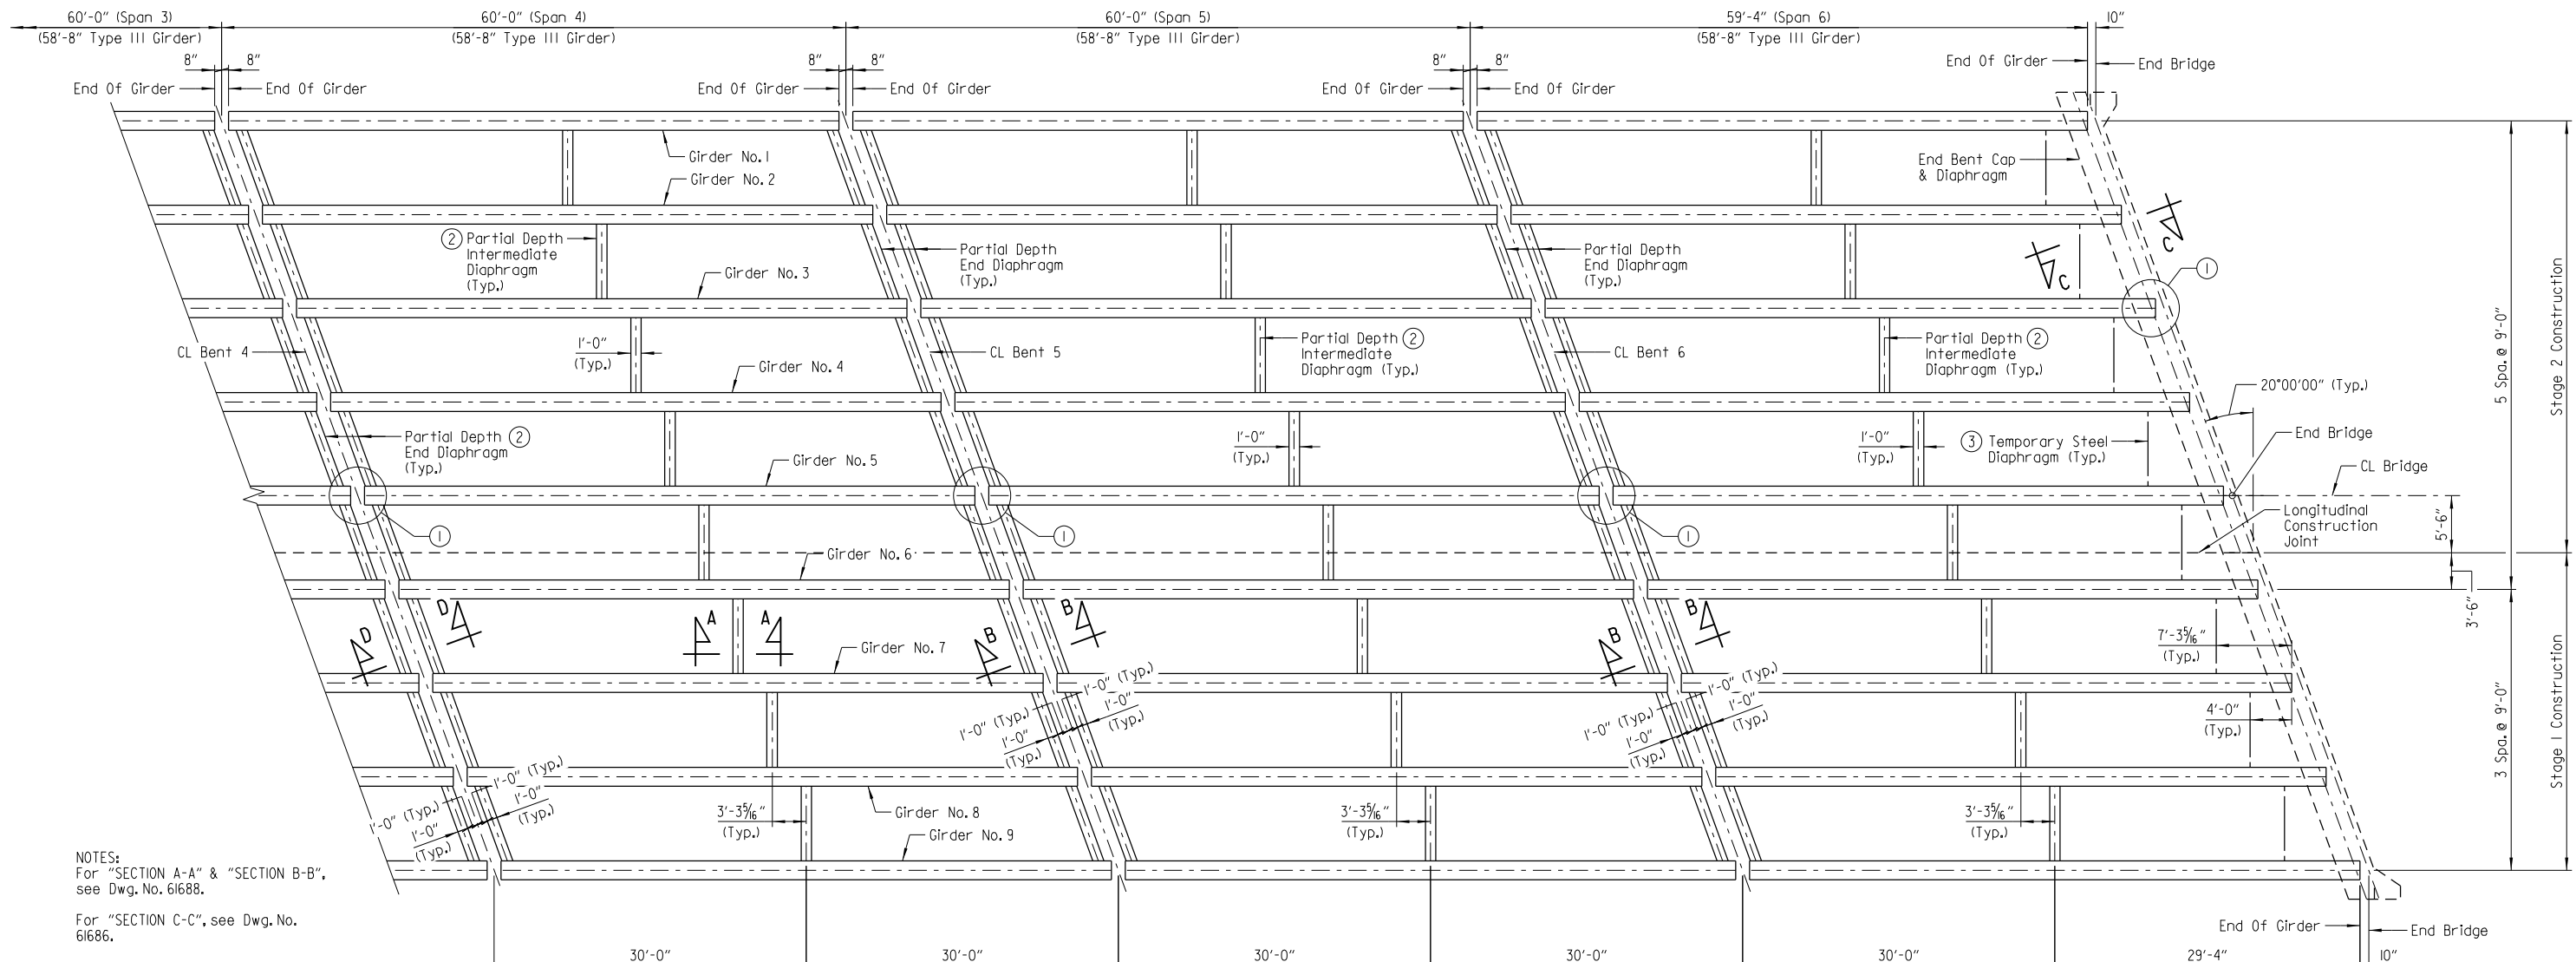 60'-0" (Span 3)
(58'-8" Type III Girder)
60'-0" (Span 4)
(58'-8" Type III Girder)
60'-0" (Span 5)
(58'-8" Type III Girder)
59'-4" (Span 6)
(58'-8" Type III Girder)
10"
8" 8"
8" 8"
8" 8"
End Of Girder
End Of Girder
End Of Girder
End Of Girder
End Of Girder
End Of Girder
End Of Girder
End Bridge
Girder No. 1
Girder No. 2
End Bent Cap
& Diaphragm
2 Partial Depth
Intermediate
Diaphragm
(Typ.)
Girder No. 3
Partial Depth
End Diaphragm
(Typ.)
Partial Depth
End Diaphragm
(Typ.)
C
C
1
CL Bent 4
1'-0"
(Typ.)
Girder No. 4
CL Bent 5
Partial Depth 2
Intermediate
Diaphragm (Typ.)
CL Bent 6
Partial Depth 2
Intermediate
Diaphragm (Typ.)
20°00'00" (Typ.)
5 Spa. @ 9'-0"
Stage 2 Construction
Partial Depth 2
End Diaphragm
(Typ.)
Girder No. 5
1'-0"
(Typ.)
1'-0"
(Typ.)
3 Temporary Steel
Diaphragm (Typ.)
End Bridge
CL Bridge
1
1
1
Girder No. 6
Longitudinal
Construction
Joint
5'-6"
3'-6"
D
D
A
A
Girder No. 7
B
B
B
B
7'-3 5/16"
(Typ.)
4'-0"
(Typ.)
3 Spa. @ 9'-0"
Stage 1 Construction
1'-0" (Typ.)
1'-0"
(Typ.)
1'-0" (Typ.)
1'-0"
(Typ.)
1'-0" (Typ.)
1'-0"
(Typ.)
1'-0" (Typ.)
1'-0"
(Typ.)
1'-0" (Typ.)
1'-0"
(Typ.)
1'-0" (Typ.)
1'-0"
(Typ.)
3'-3 5/16"
(Typ.)
Girder No. 8
Girder No. 9
3'-3 5/16"
(Typ.)
3'-3 5/16"
(Typ.)
NOTES:
For "SECTION A-A" & "SECTION B-B",
see Dwg. No. 61688.
For "SECTION C-C", see Dwg. No.
61686.
End Of Girder
End Bridge
30'-0"
30'-0"
30'-0"
30'-0"
30'-0"
29'-4"
10"